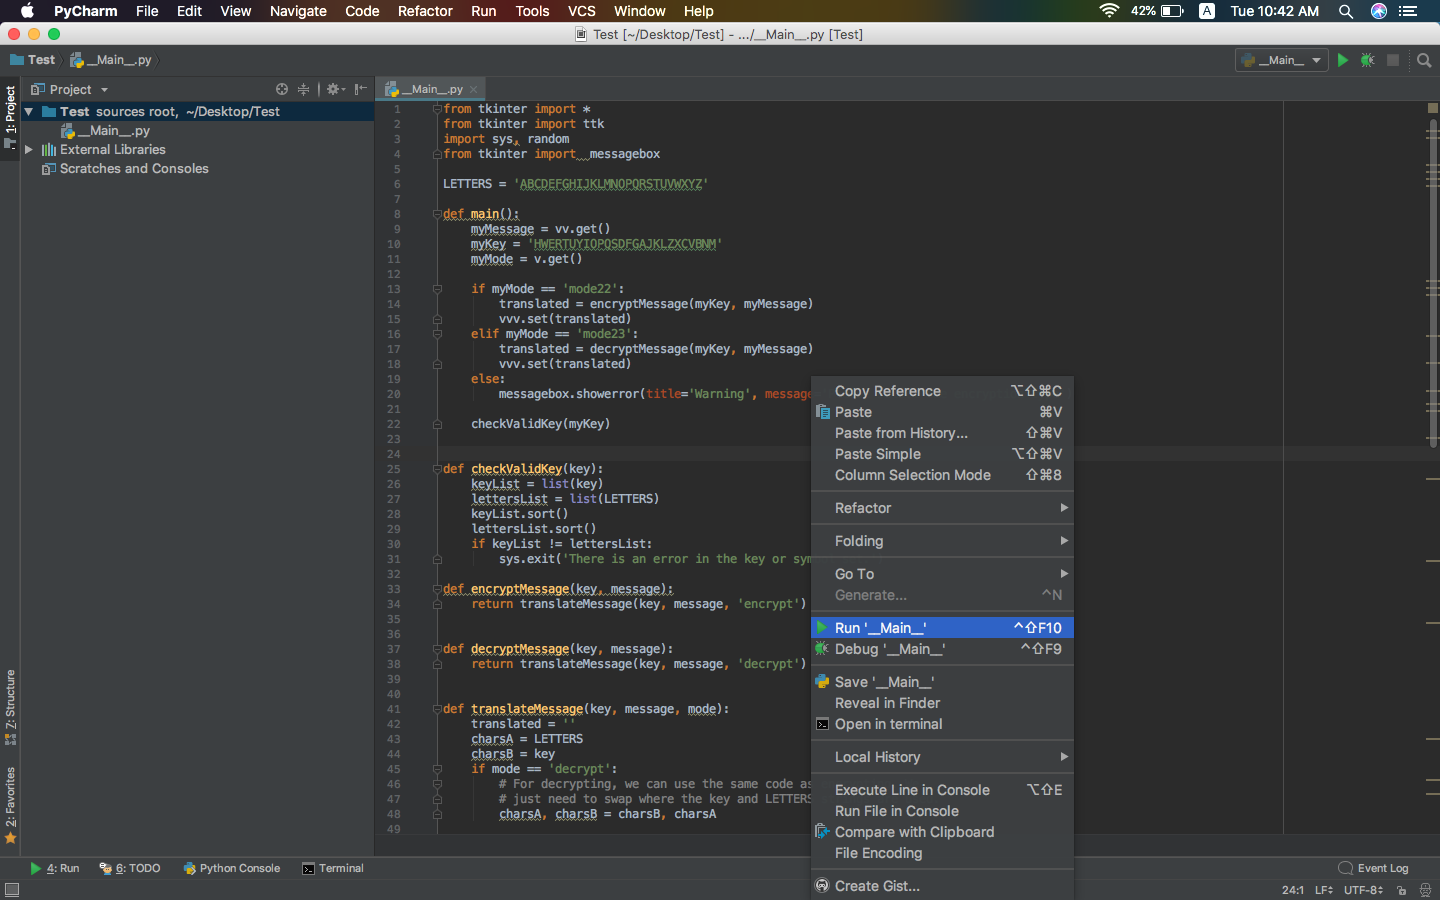 PyCharm File Edit View Navigate Code Refactor Run Tools VCS Window Help 42% A Tue 10:42 AM
Test [~/Desktop/Test] - .../__Main__.py [Test]
Test __Main__.py __Main__
Project __Main__.py
1: Project
Test sources root, ~/Desktop/Test
__Main__.py
External Libraries
Scratches and Consoles
7: Structure
2: Favorites
1 from tkinter import *
2 from tkinter import ttk
3 import sys, random
4 from tkinter import  messagebox
5
6 LETTERS = 'ABCDEFGHIJKLMNOPQRSTUVWXYZ'
7
8 def main():
9 myMessage = vv.get()
10 myKey = 'HWERTUYIOPQSDFGAJKLZXCVBNM'
11 myMode = v.get()
12
13 if myMode == 'mode22':
14 translated = encryptMessage(myKey, myMessage)
15 vvv.set(translated)
16 elif myMode == 'mode23':
17 translated = decryptMessage(myKey, myMessage)
18 vvv.set(translated)
19 else:
20 messagebox.showerror(title='Warning', message
21
22 checkValidKey(myKey)
23
24
25 def checkValidKey(key):
26 keyList = list(key)
27 lettersList = list(LETTERS)
28 keyList.sort()
29 lettersList.sort()
30 if keyList != lettersList:
31 sys.exit('There is an error in the key or sym
32
33 def encryptMessage(key, message):
34 return translateMessage(key, message, 'encrypt')
35
36
37 def decryptMessage(key, message):
38 return translateMessage(key, message, 'decrypt')
39
40
41 def translateMessage(key, message, mode):
42 translated = ''
43 charsA = LETTERS
44 charsB = key
45 if mode == 'decrypt':
46 # For decrypting, we can use the same code as
47 # just need to swap where the key and LETTERS
48 charsA, charsB = charsB, charsA
49
Copy Reference ⌥⇧⌘C
Paste ⌘V
Paste from History... ⇧⌘V
Paste Simple ⌥⇧⌘V
Column Selection Mode ⇧⌘8
Refactor
Folding
Go To
Generate... ^N
Run '__Main__' ^⇧F10
Debug '__Main__' ^⇧F9
Save '__Main__'
Reveal in Finder
Open in terminal
Local History
Execute Line in Console ⌥⇧E
Run File in Console
Compare with Clipboard
File Encoding
Create Gist...
4: Run 6: TODO Python Console Terminal Event Log
24:1 LF UTF-8